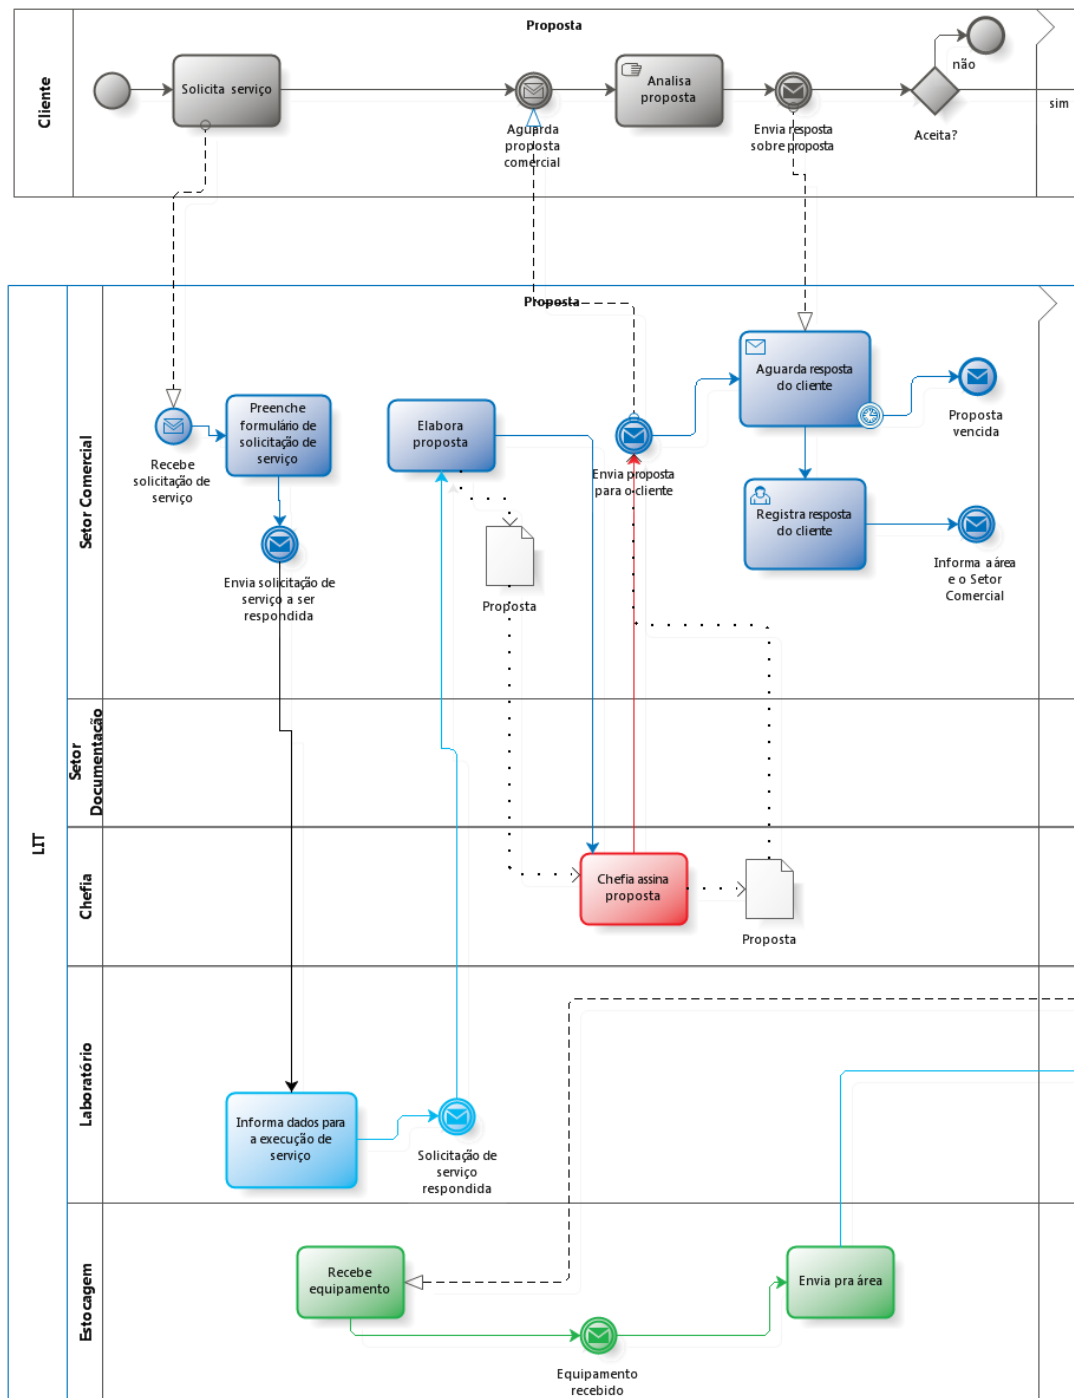 Proposta
Cliente
Solicita serviço
Aguarda
proposta
comercial
Analisa
proposta
Envia resposta
sobre proposta
Aceita?
não
sim
LIT
Proposta
Setor Comercial
Recebe
solicitação de
serviço
Preenche
formulário de
solicitação de
serviço
Envia solicitação de
serviço a ser
respondida
Elabora
proposta
Proposta
Envia proposta
para o cliente
Aguarda resposta
do cliente
Proposta
vencida
Registra resposta
do cliente
Informa a área
e o Setor
Comercial
Setor
Documentação
Chefia
Chefia assina
proposta
Proposta
Laboratório
Informa dados para
a execução de
serviço
Solicitação de
serviço
respondida
Estocagem
Recebe
equipamento
Equipamento
recebido
Envia pra área